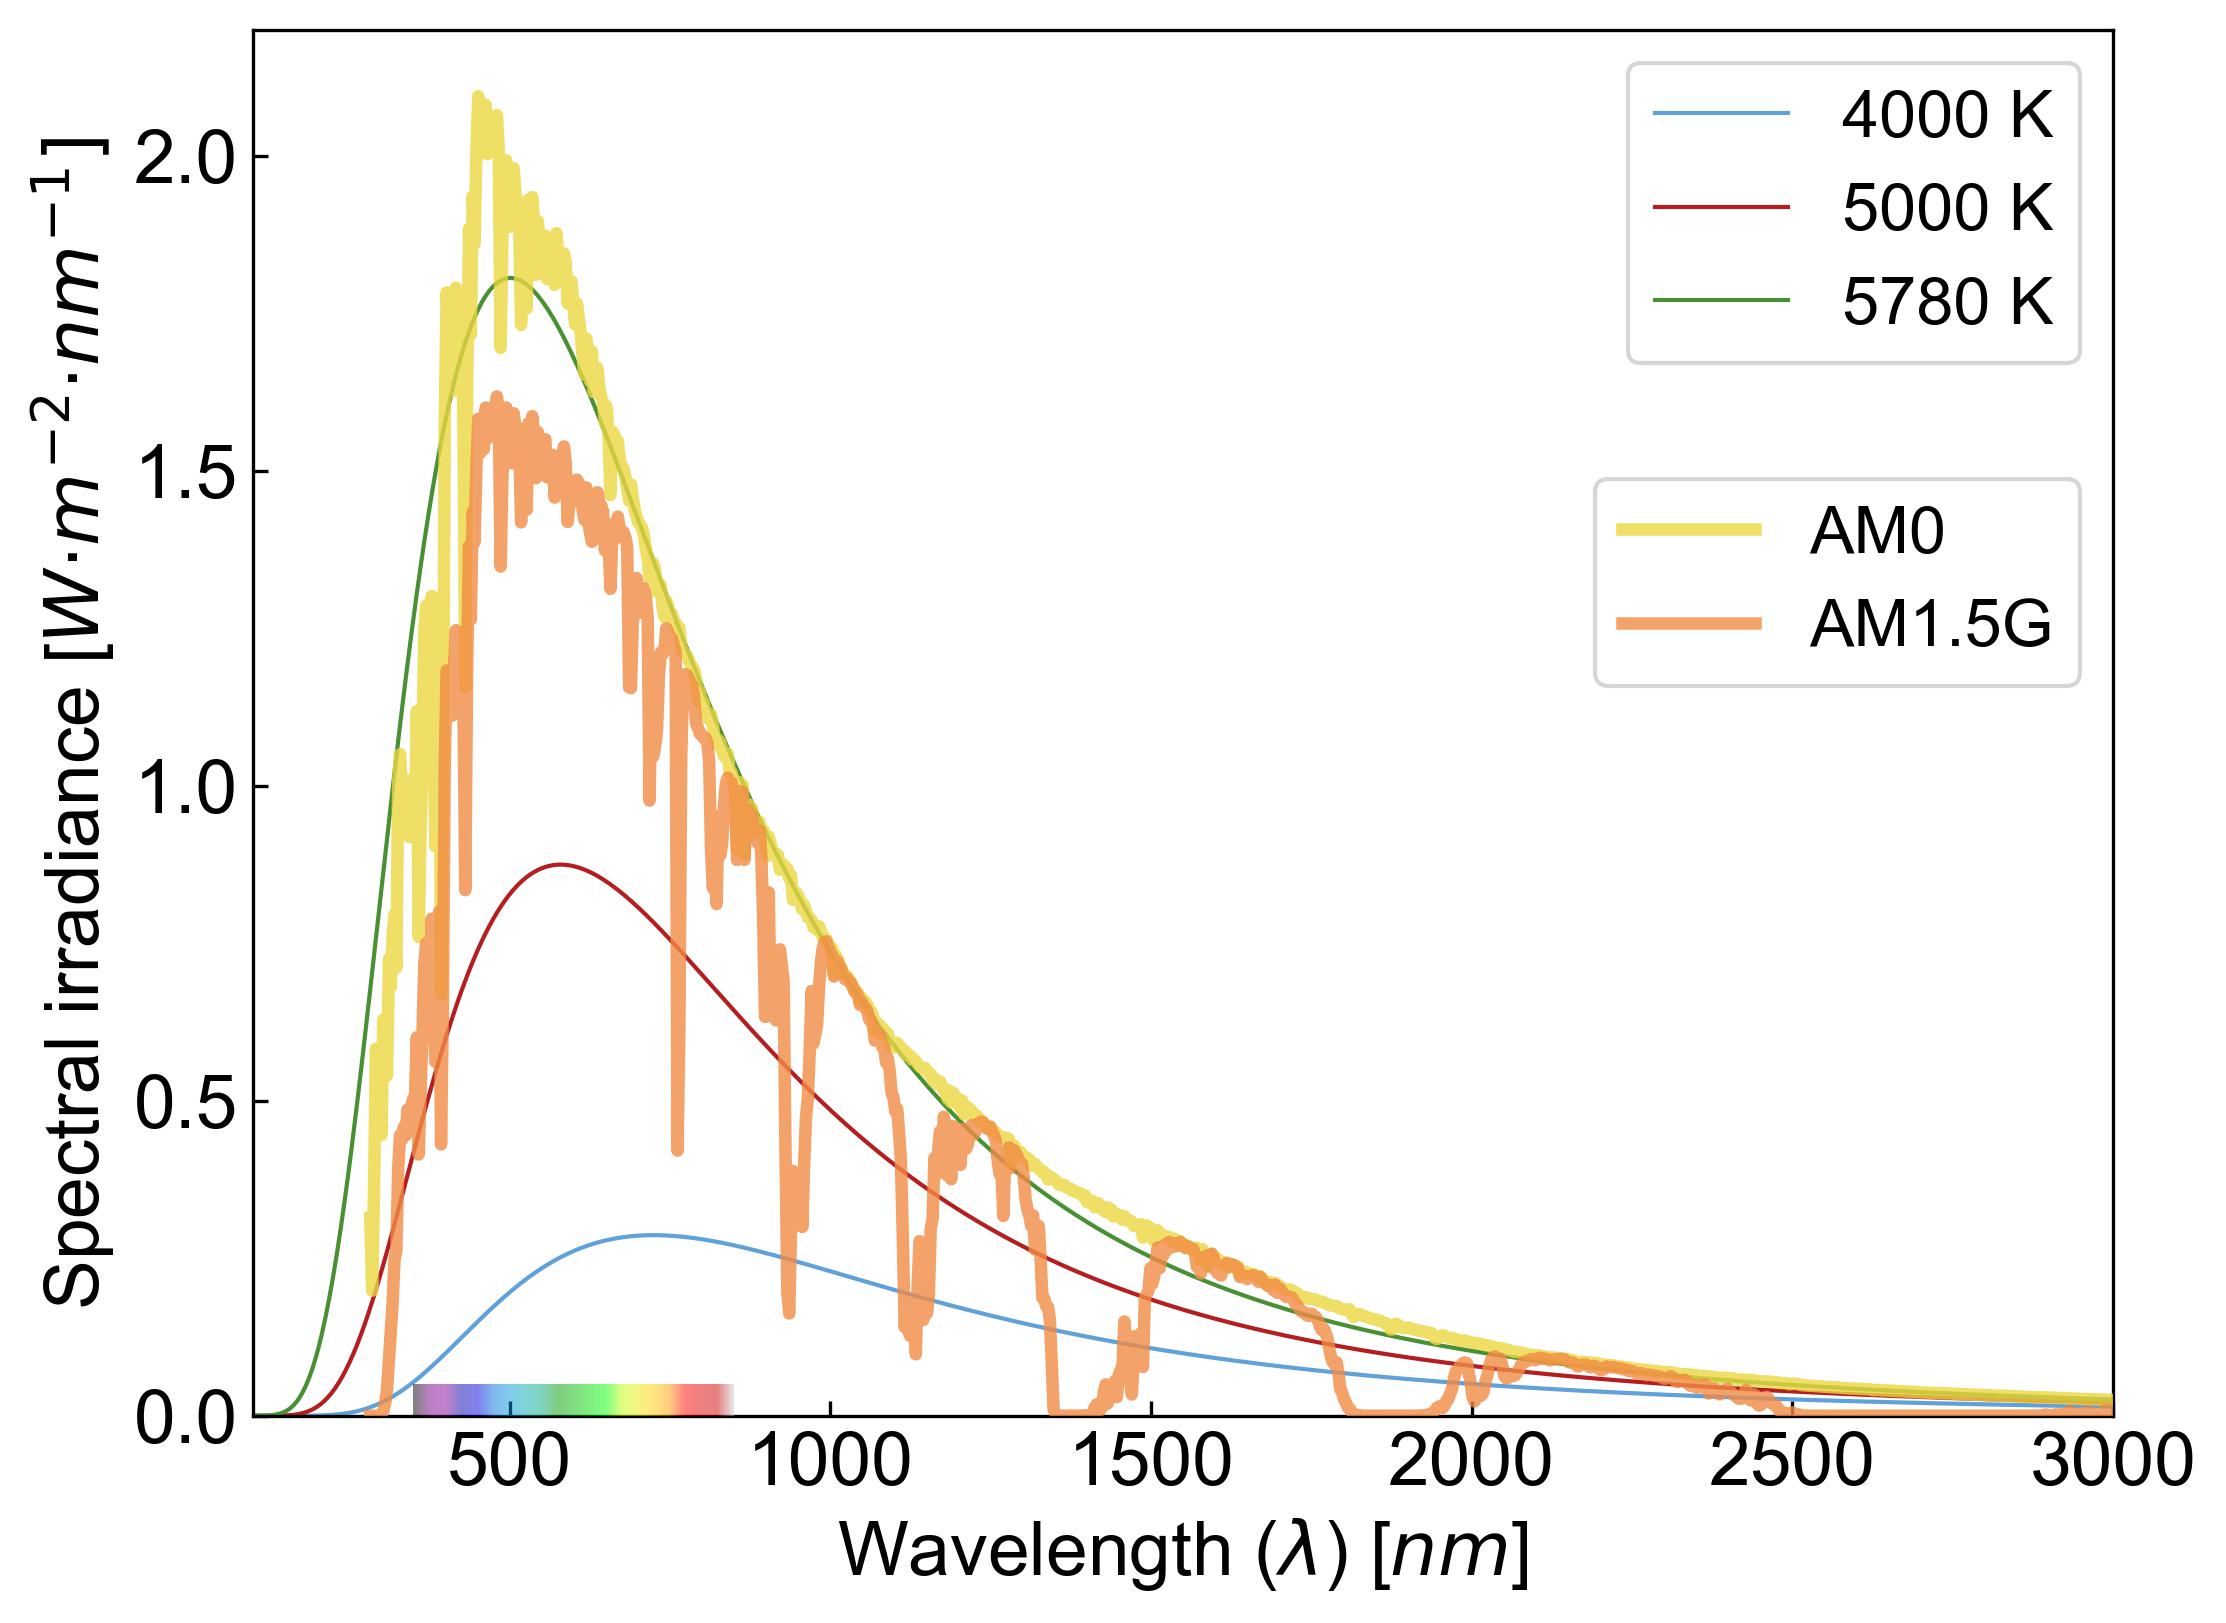 Spectral irradiance [W·m⁻²·nm⁻¹]
2.0
1.5
1.0
0.5
0.0
4000 K
5000 K
5780 K
AM0
AM1.5G
500 1000 1500 2000 2500 3000
Wavelength (λ) [nm]